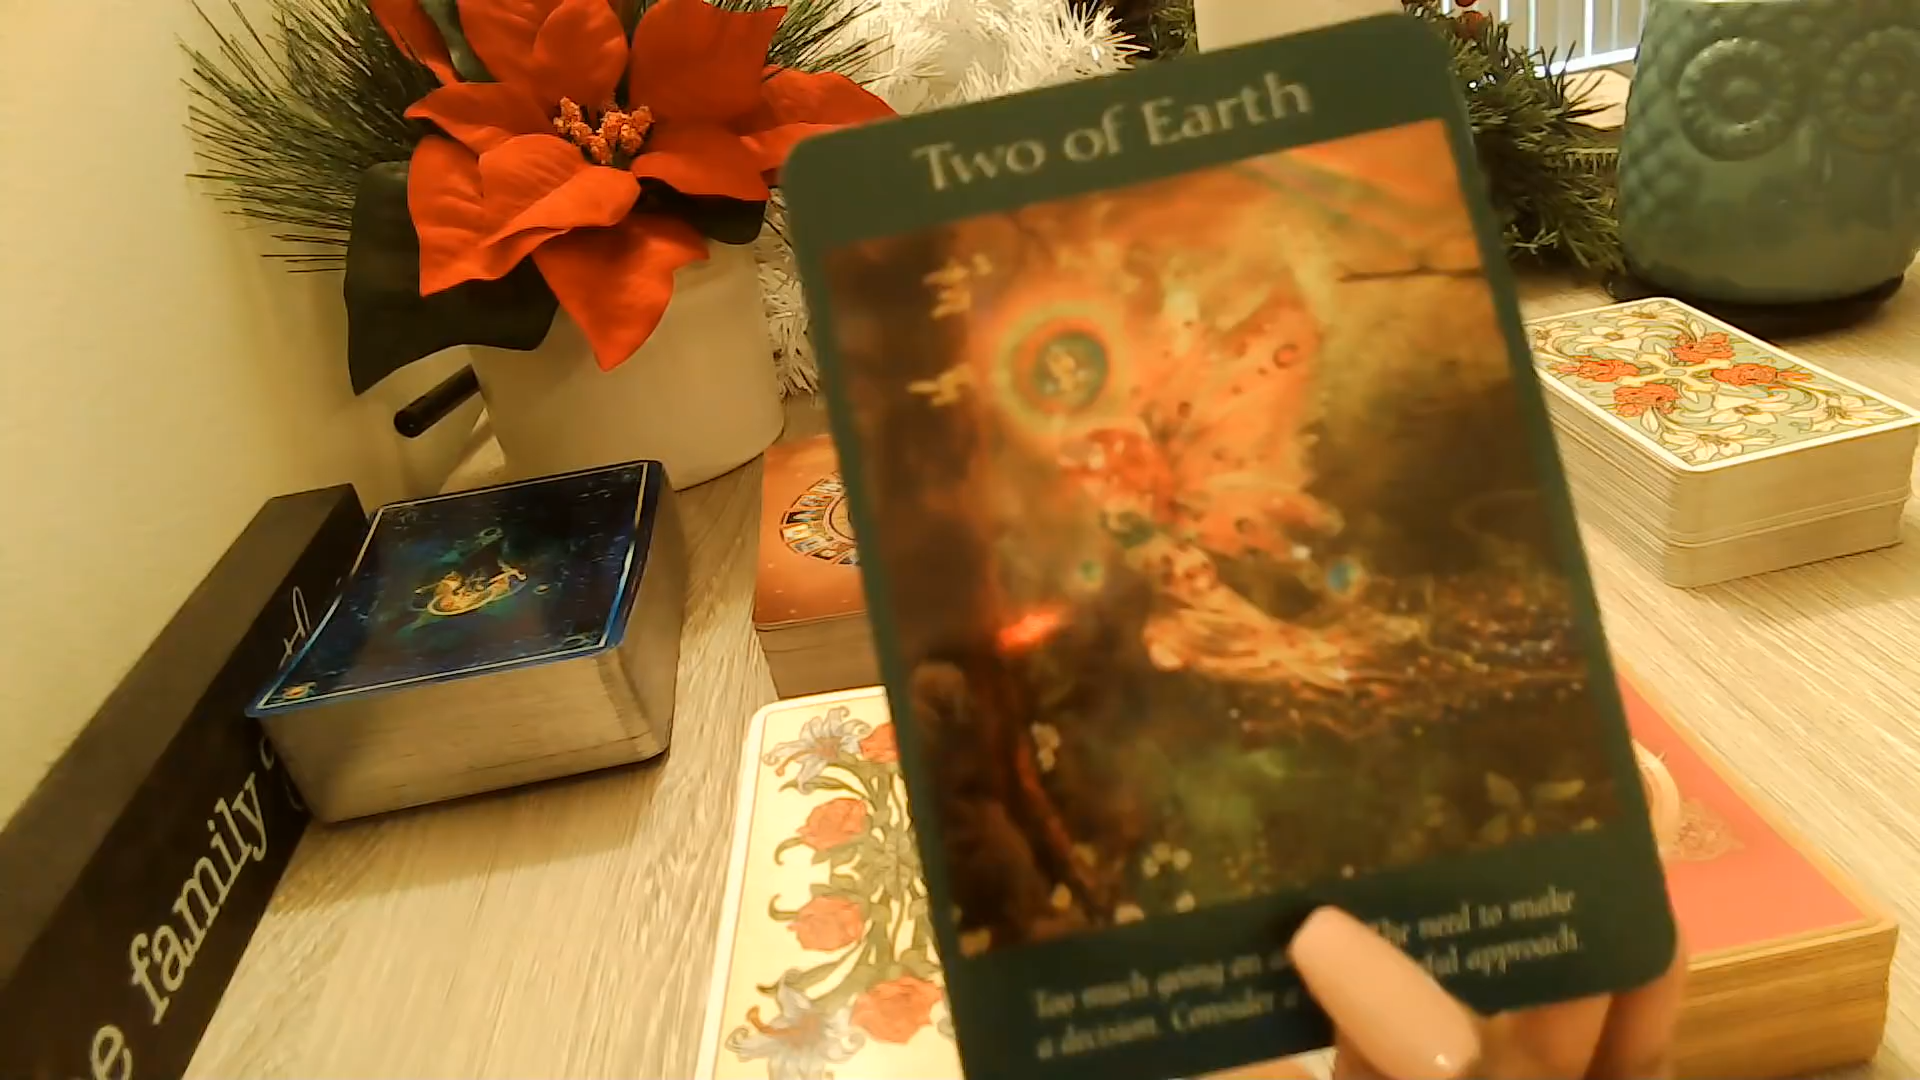 Two of Earth
Too much going on The need to make
a decision. Consider a approach.
e family